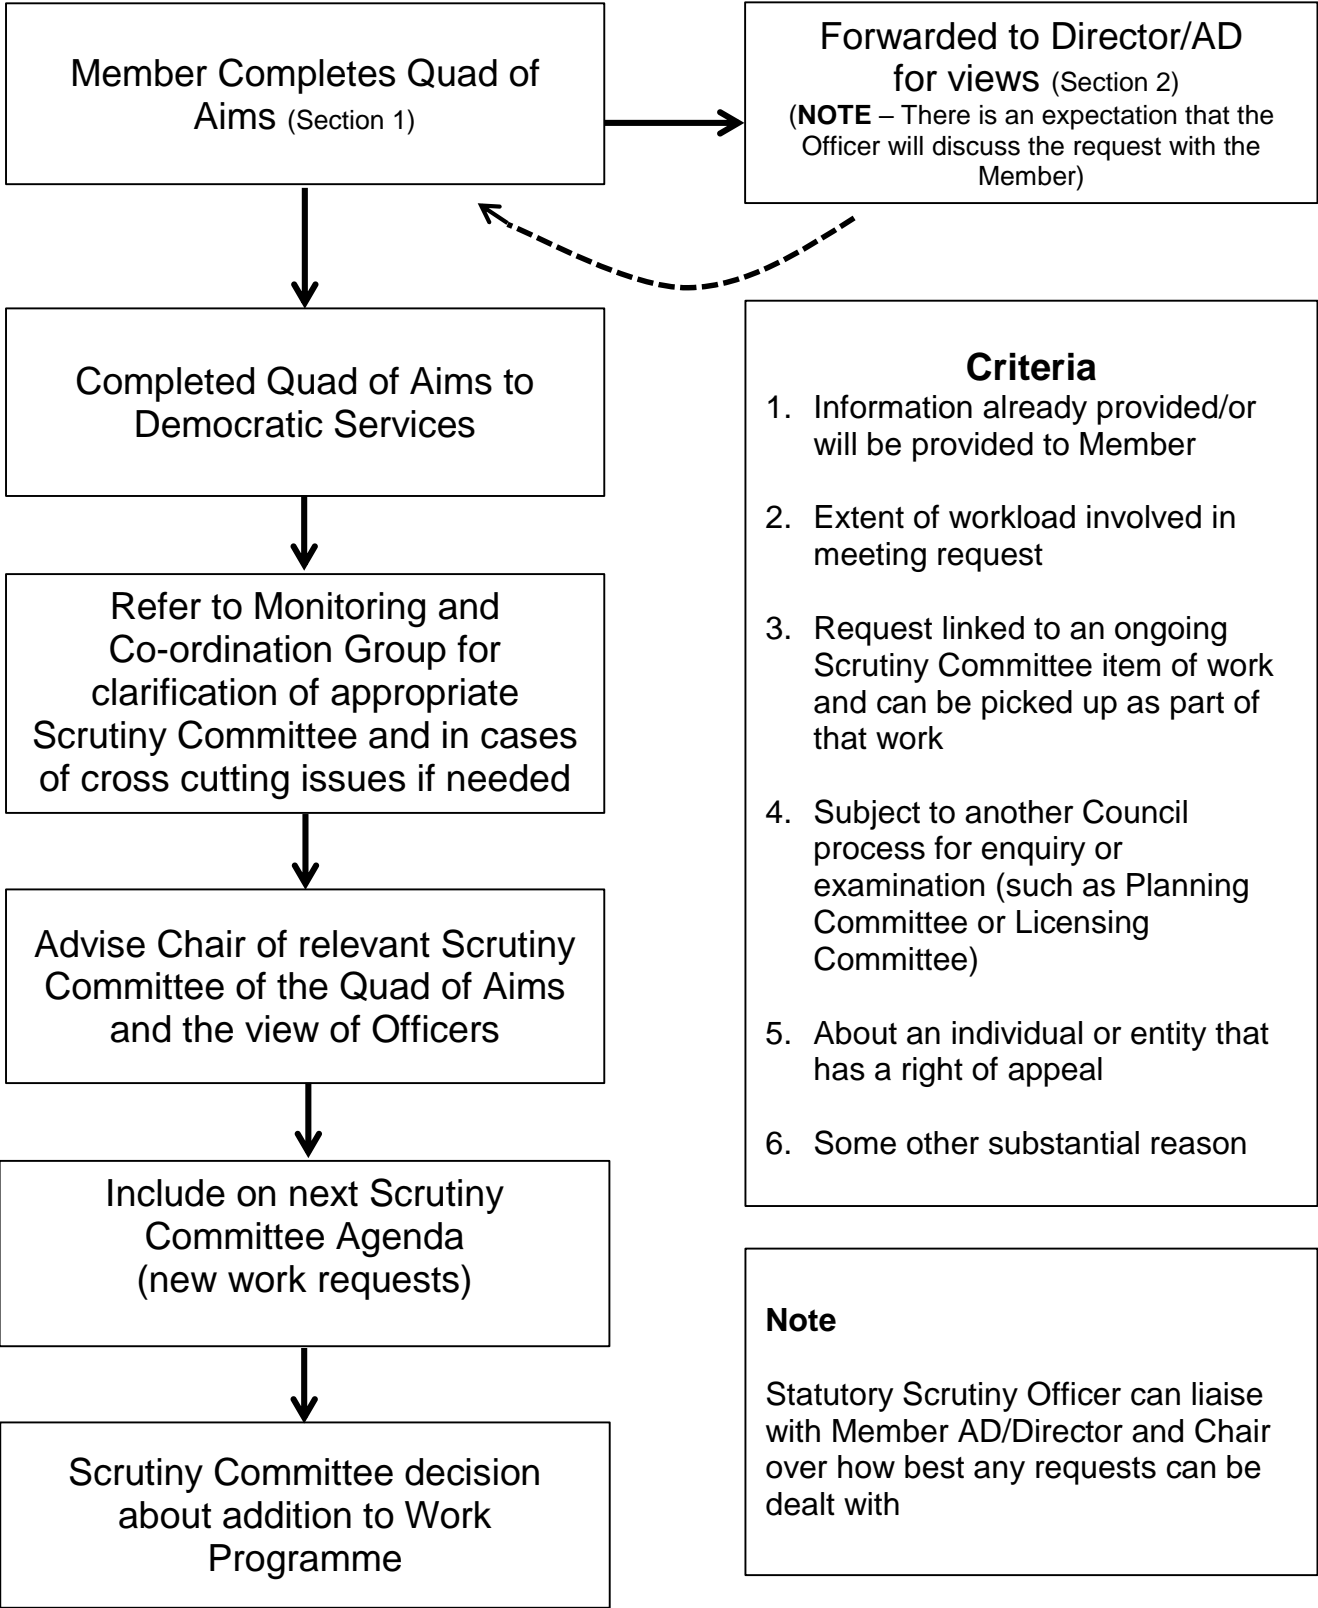 Member Completes Quad of
Aims (Section 1)
Forwarded to Director/AD
for views (Section 2)
(NOTE – There is an expectation that the
Officer will discuss the request with the
Member)
Completed Quad of Aims to
Democratic Services
Refer to Monitoring and
Co-ordination Group for
clarification of appropriate
Scrutiny Committee and in cases
of cross cutting issues if needed
Advise Chair of relevant Scrutiny
Committee of the Quad of Aims
and the view of Officers
Include on next Scrutiny
Committee Agenda
(new work requests)
Scrutiny Committee decision
about addition to Work
Programme
Criteria
1. Information already provided/or
will be provided to Member
2. Extent of workload involved in
meeting request
3. Request linked to an ongoing
Scrutiny Committee item of work
and can be picked up as part of
that work
4. Subject to another Council
process for enquiry or
examination (such as Planning
Committee or Licensing
Committee)
5. About an individual or entity that
has a right of appeal
6. Some other substantial reason
Note
Statutory Scrutiny Officer can liaise
with Member AD/Director and Chair
over how best any requests can be
dealt with